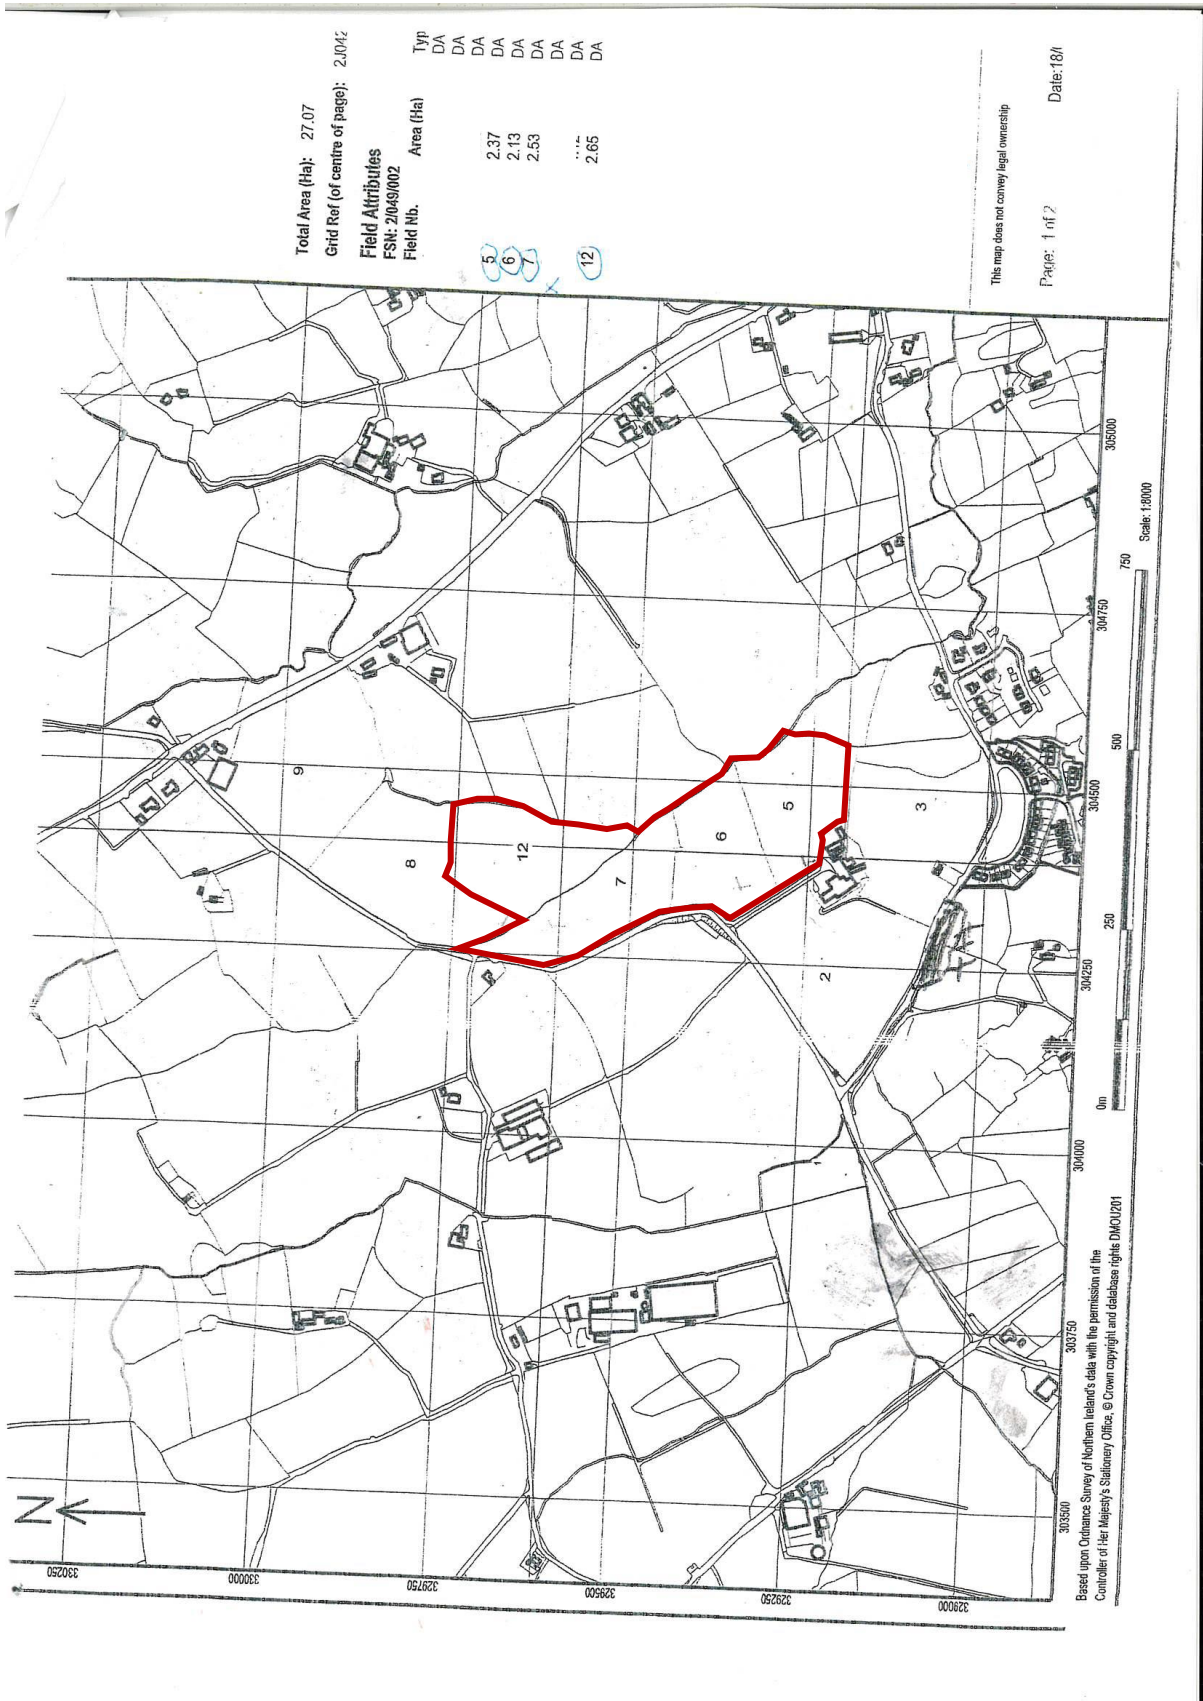 Total Area (Ha): 27.07
Grid Ref (of centre of page): 2J042
Field Attributes
FSN: 2/049/002
Field Nb. Area (Ha) Typ
DA
DA
DA
5 2.37 DA
6 2.13 DA
7 2.53 DA
DA
DA
12 2.65 DA
This map does not convey legal ownership
Page: 1 of 2
Date:18/
N
330250
330000
329750
329500
329250
329000
303500
303750
304000
304250
304500
304750
305000
9
8
12
7
6
5
3
2
1
0m 250 500 750
Scale: 1:8000
Based upon Ordnance Survey of Northern Ireland's data with the permission of the
Controller of Her Majesty's Stationery Office, © Crown copyright and database rights DMOU201